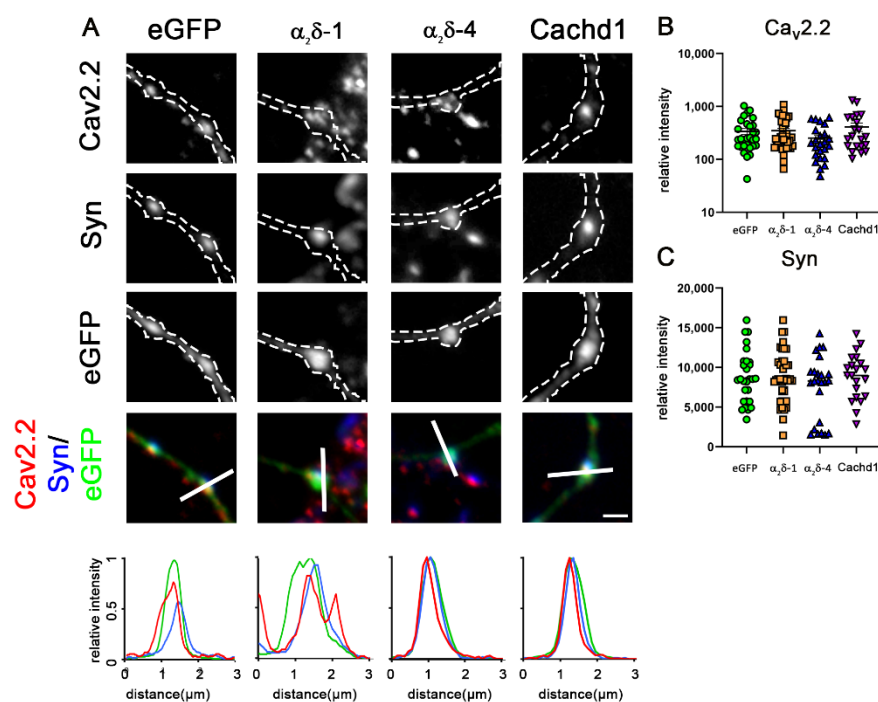 A
eGFP
α₂δ-1
α₂δ-4
Cachd1
Cav2.2
Syn
eGFP
Cav2.2
Syn/
eGFP
relative intensity
1
0.5
0
0 1 2 3
0 1 2 3
0 1 2 3
0 1 2 3
distance(μm)
distance(μm)
distance(μm)
distance(μm)
B
CaV2.2
relative intensity
10,000
1,000
100
10
eGFP
α₂δ-1
α₂δ-4
Cachd1
C
Syn
relative intensity
20,000
15,000
10,000
5,000
0
eGFP
α₂δ-1
α₂δ-4
Cachd1